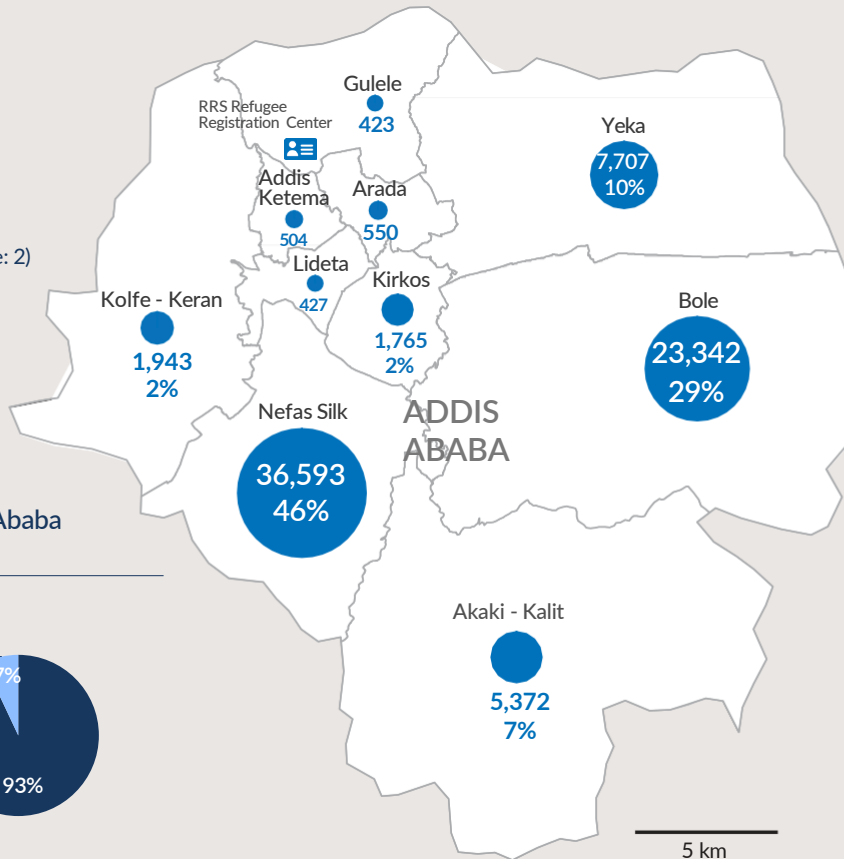 Gulele
423
RRS Refugee
Registration Center
Yeka
7,707
10%
Addis
Ketema
504
Arada
550
e: 2)
Lideta
427
Kirkos
1,765
2%
Kolfe - Keran
1,943
2%
Bole
23,342
29%
ADDIS
ABABA
Nefas Silk
36,593
46%
Ababa
Akaki - Kalit
5,372
7%
7%
93%
5 km